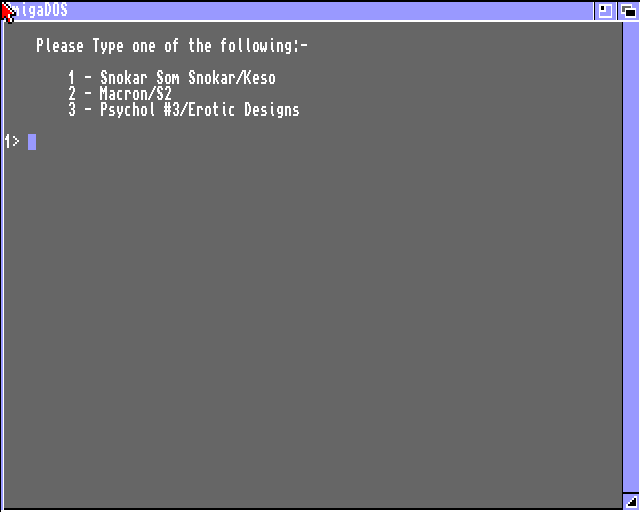 AmigaDOS
Please Type one of the following:-
1 - Snokar Som Snokar/Keso
2 - Macron/S2
3 - Psychol #3/Erotic Designs
1>